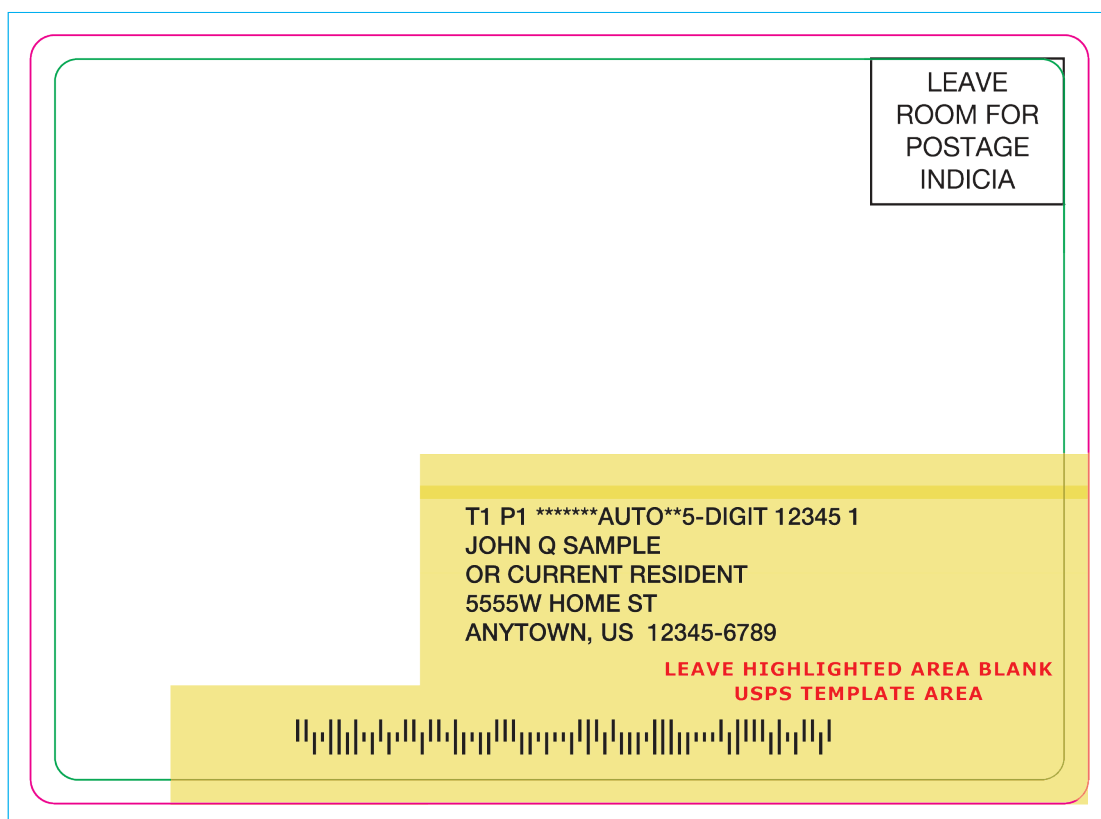 LEAVE
ROOM FOR
POSTAGE
INDICIA
T1 P1 *******AUTO**5-DIGIT 12345 1
JOHN Q SAMPLE
OR CURRENT RESIDENT
5555W HOME ST
ANYTOWN, US  12345-6789
LEAVE HIGHLIGHTED AREA BLANK
USPS TEMPLATE AREA